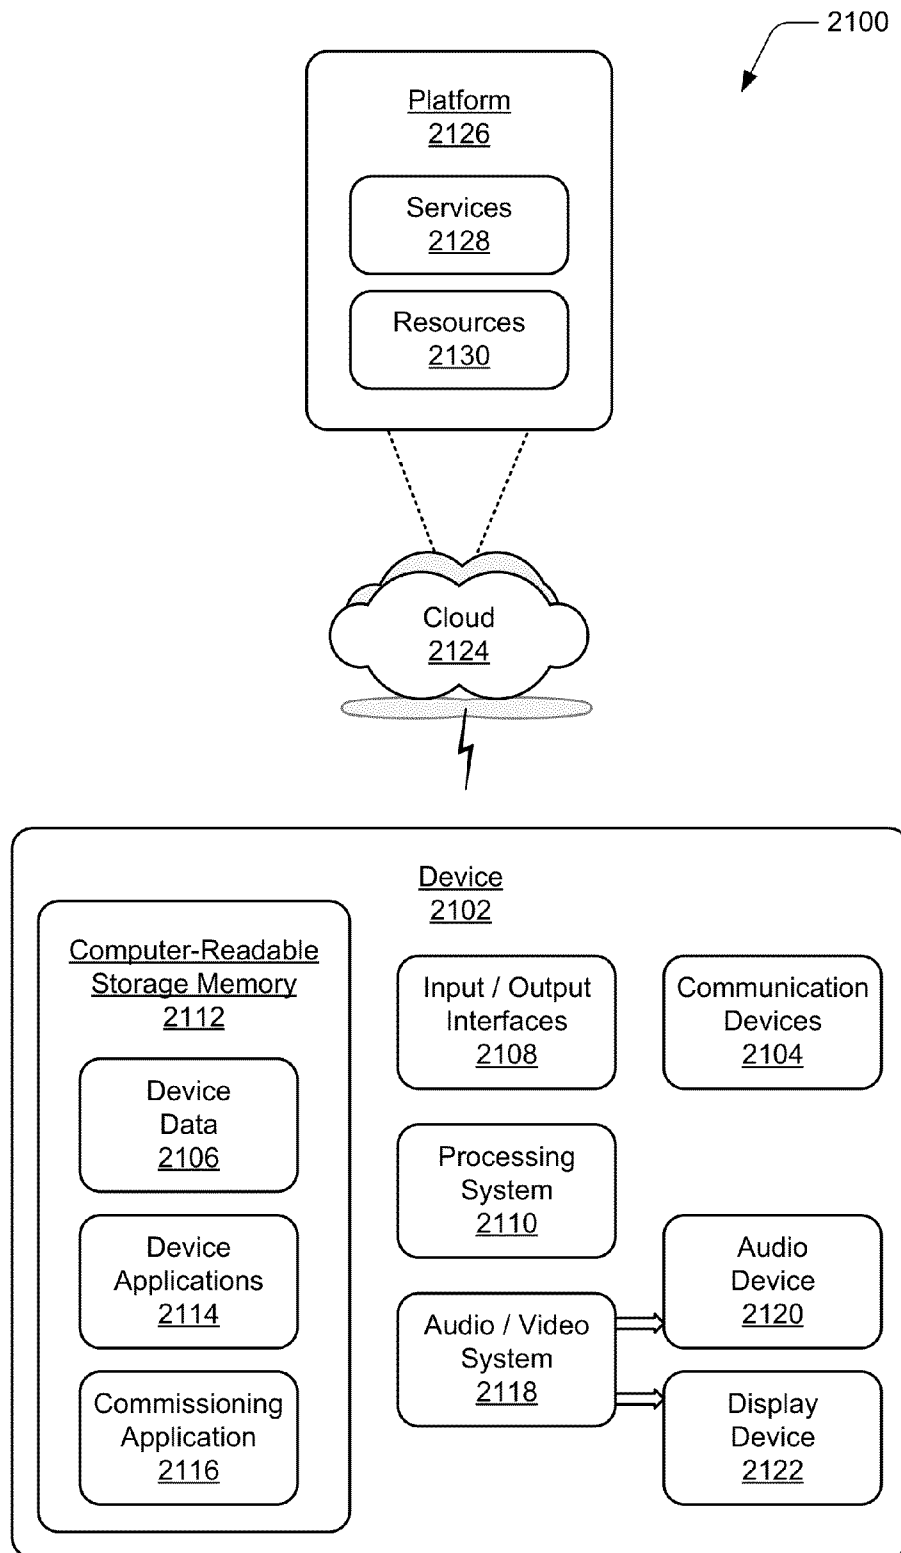 2100
Platform
2126
Services
2128
Resources
2130
Cloud
2124
Device
2102
Computer-Readable
Storage Memory
2112
Device
Data
2106
Device
Applications
2114
Commissioning
Application
2116
Input / Output
Interfaces
2108
Processing
System
2110
Audio / Video
System
2118
Communication
Devices
2104
Audio
Device
2120
Display
Device
2122